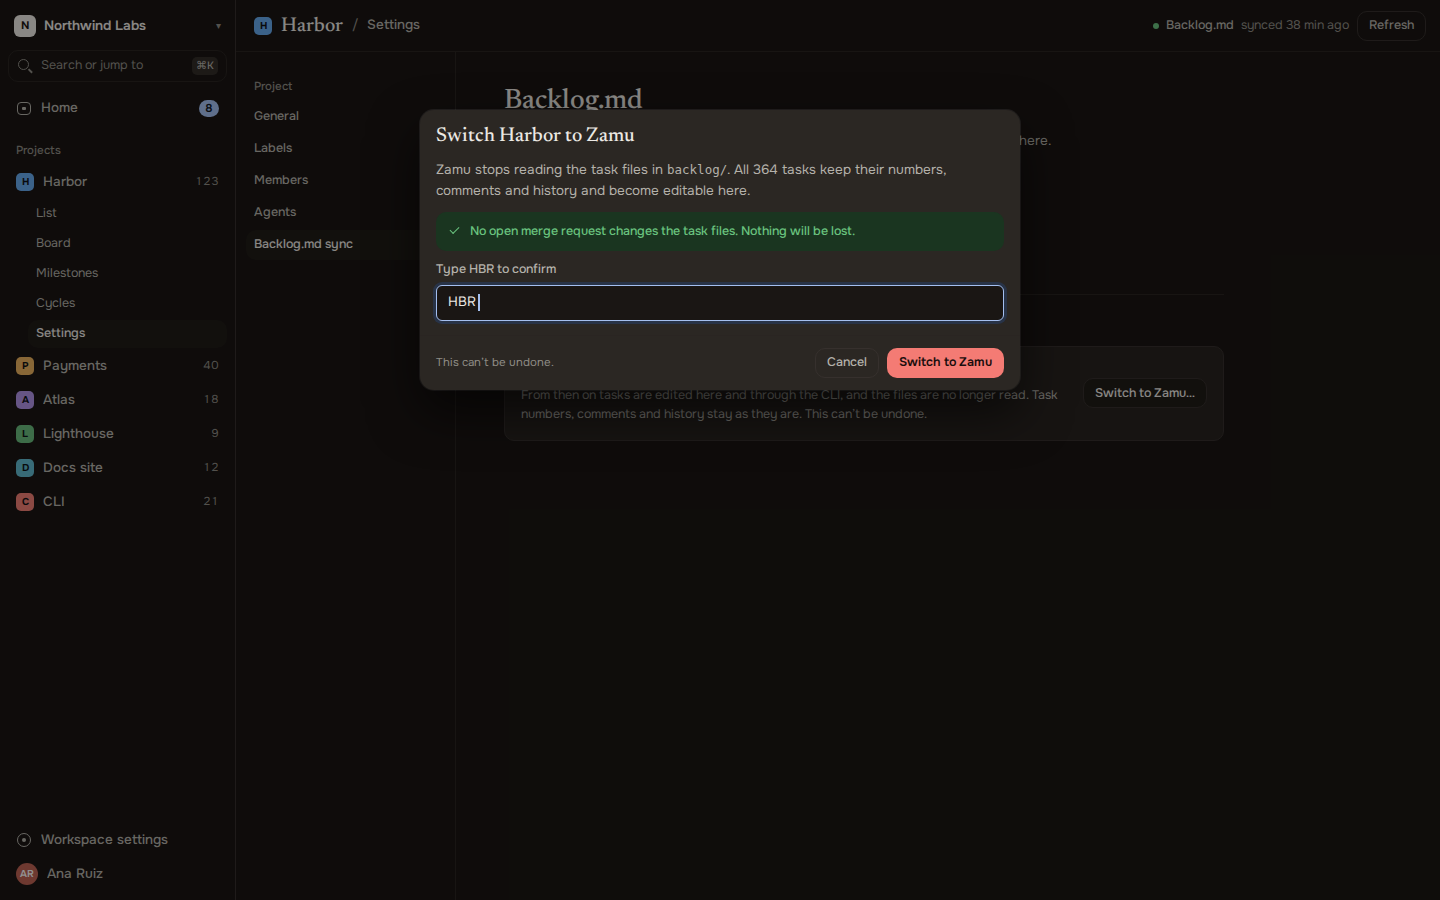 N Northwind Labs
Search or jump to ⌘K
Home 8
Projects
H Harbor 123
List
Board
Milestones
Cycles
Settings
P Payments 40
A Atlas 18
L Lighthouse 9
D Docs site 12
C CLI 21
Workspace settings
AR Ana Ruiz
H Harbor / Settings
Backlog.md synced 38 min ago Refresh
Project
General
Labels
Members
Agents
Backlog.md sync
Backlog.md
here.
Switch Harbor to Zamu
Zamu stops reading the task files in backlog/. All 364 tasks keep their numbers,
comments and history and become editable here.
✓ No open merge request changes the task files. Nothing will be lost.
Type HBR to confirm
HBR
This can't be undone. Cancel Switch to Zamu
From then on tasks are edited here and through the CLI, and the files are no longer read. Task
numbers, comments and history stay as they are. This can't be undone.
Switch to Zamu...